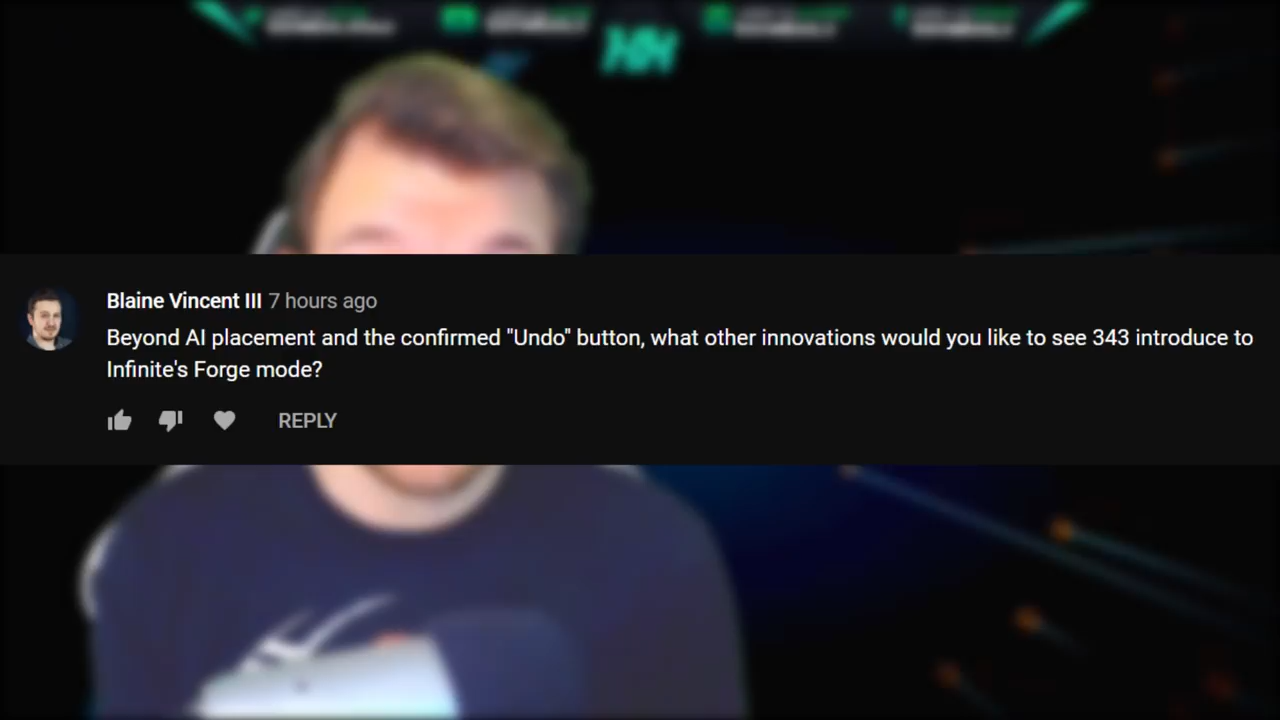 HH
Blaine Vincent III 7 hours ago
Beyond AI placement and the confirmed "Undo" button, what other innovations would you like to see 343 introduce to
Infinite's Forge mode?
REPLY